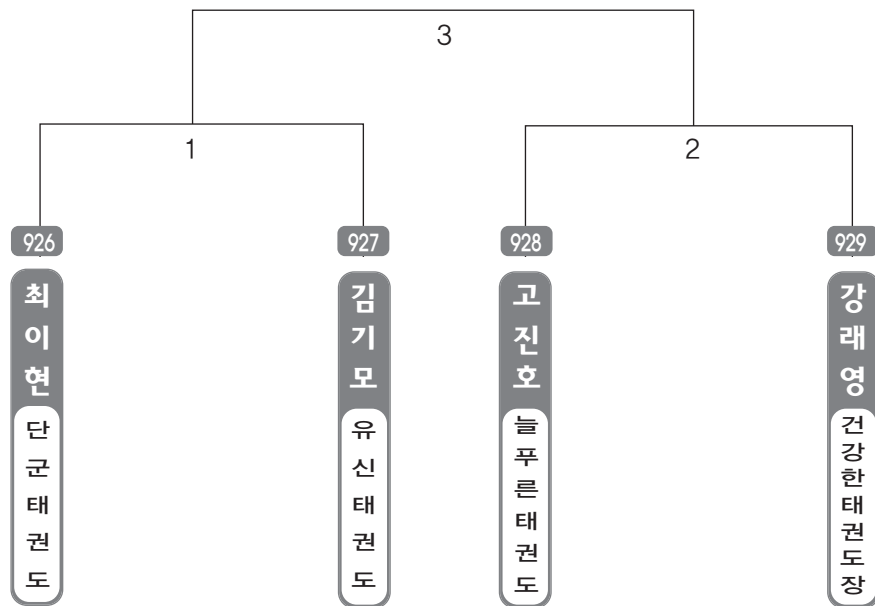 3
1
2
926
927
928
929
최이현
김기모
고진호
강래영
단군태권도
유신태권도
늘푸른태권도
건강한태권도장